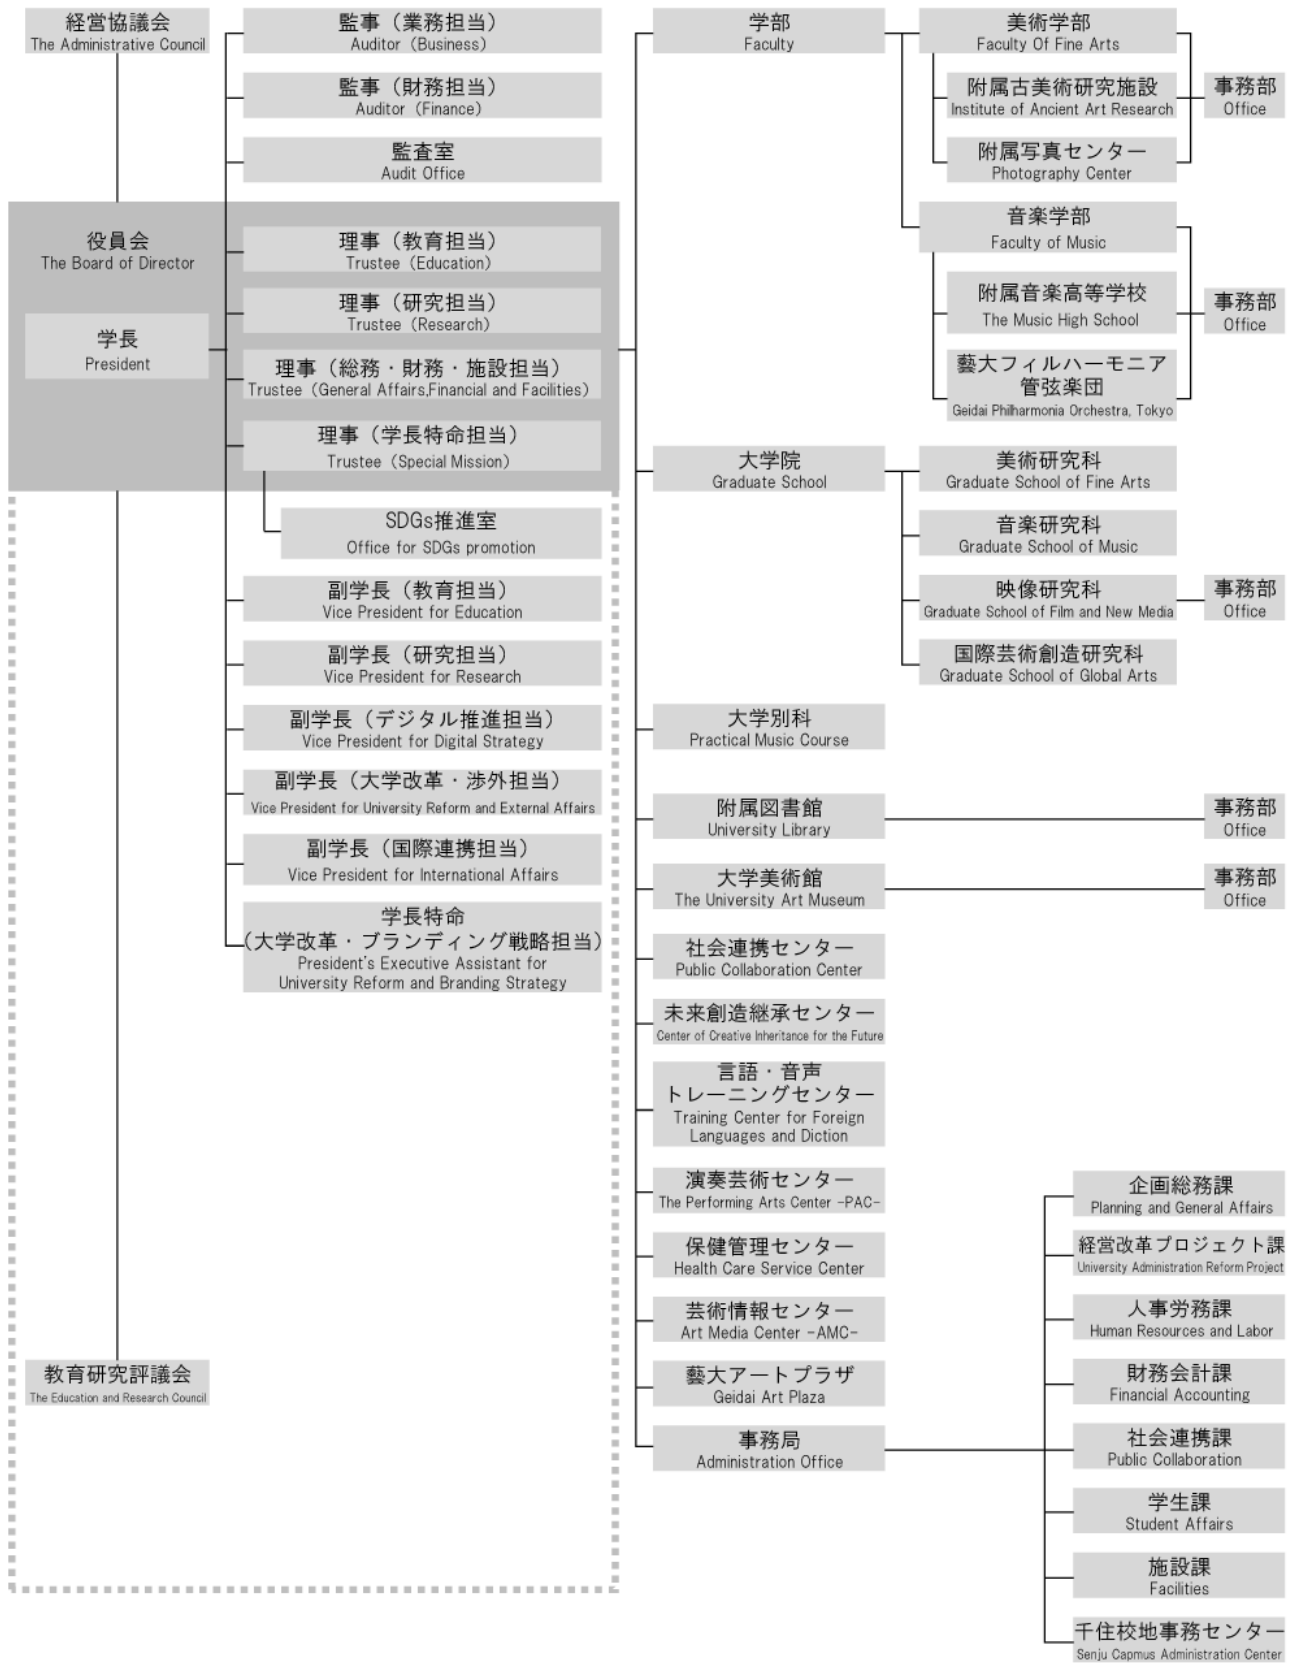 経営協議会
The Administrative Council
役員会
The Board of Director
学長
President
教育研究評議会
The Education and Research Council
監事（業務担当）
Auditor（Business）
監事（財務担当）
Auditor（Finance）
監査室
Audit Office
理事（教育担当）
Trustee（Education）
理事（研究担当）
Trustee（Research）
理事（総務・財務・施設担当）
Trustee（General Affairs,Financial and Facilities）
理事（学長特命担当）
Trustee（Special Mission）
SDGs推進室
Office for SDGs promotion
副学長（教育担当）
Vice President for Education
副学長（研究担当）
Vice President for Research
副学長（デジタル推進担当）
Vice President for Digital Strategy
副学長（大学改革・渉外担当）
Vice President for University Reform and External Affairs
副学長（国際連携担当）
Vice President for International Affairs
学長特命
(大学改革・ブランディング戦略担当)
President's Executive Assistant for
University Reform and Branding Strategy
学部
Faculty
美術学部
Faculty Of Fine Arts
附属古美術研究施設
Institute of Ancient Art Research
附属写真センター
Photography Center
事務部
Office
音楽学部
Faculty of Music
附属音楽高等学校
The Music High School
藝大フィルハーモニア
管弦楽団
Geidai Philharmonia Orchestra, Tokyo
事務部
Office
大学院
Graduate School
美術研究科
Graduate School of Fine Arts
音楽研究科
Graduate School of Music
映像研究科
Graduate School of Film and New Media
事務部
Office
国際芸術創造研究科
Graduate School of Global Arts
大学別科
Practical Music Course
附属図書館
University Library
事務部
Office
大学美術館
The University Art Museum
事務部
Office
社会連携センター
Public Collaboration Center
未来創造継承センター
Center of Creative Inheritance for the Future
言語・音声
トレーニングセンター
Training Center for Foreign
Languages and Diction
演奏芸術センター
The Performing Arts Center -PAC-
保健管理センター
Health Care Service Center
芸術情報センター
Art Media Center -AMC-
藝大アートプラザ
Geidai Art Plaza
事務局
Administration Office
企画総務課
Planning and General Affairs
経営改革プロジェクト課
University Administration Reform Project
人事労務課
Human Resources and Labor
財務会計課
Financial Accounting
社会連携課
Public Collaboration
学生課
Student Affairs
施設課
Facilities
千住校地事務センター
Senju Capmus Administration Center